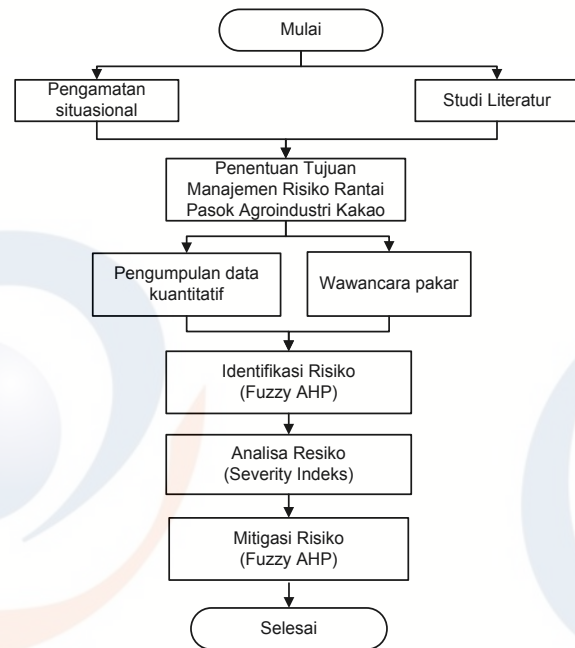 Mulai
Pengamatan
situasional
Studi Literatur
Penentuan Tujuan
Manajemen Risiko Rantai
Pasok Agroindustri Kakao
Pengumpulan data
kuantitatif
Wawancara pakar
Identifikasi Risiko
(Fuzzy AHP)
Analisa Resiko
(Severity Indeks)
Mitigasi Risiko
(Fuzzy AHP)
Selesai